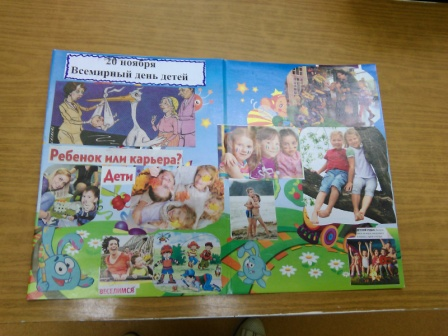 20 ноября
Всемирный день детей
Ребенок или карьера?
Дети
ВЕСЕЛИМСЯ